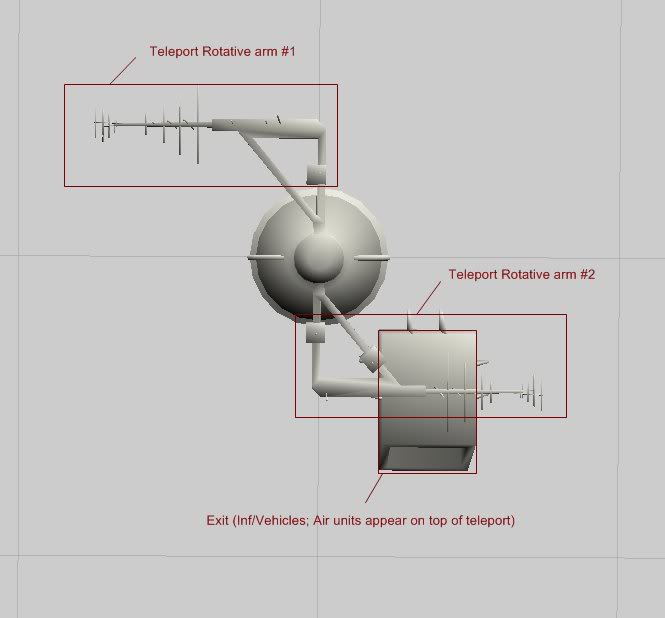 Teleport Rotative arm #1
Teleport Rotative arm #2
Exit (Inf/Vehicles; Air units appear on top of teleport)